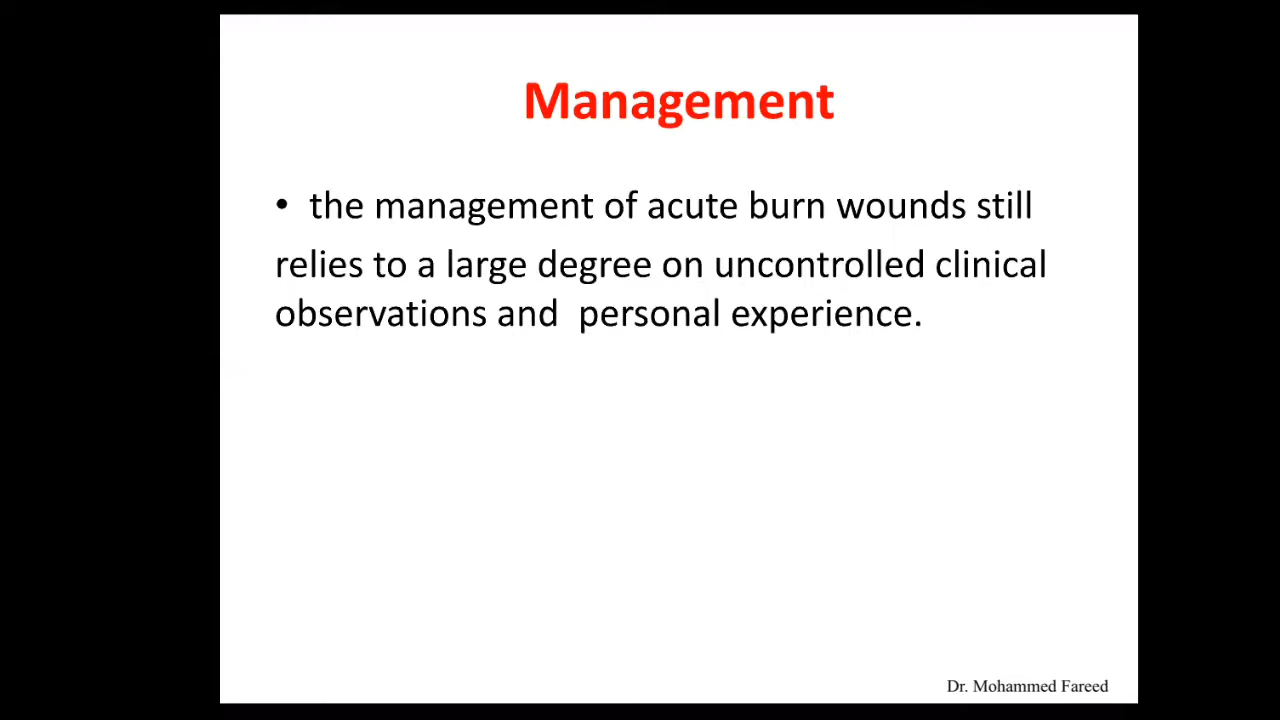 Management
• the management of acute burn wounds still
relies to a large degree on uncontrolled clinical
observations and  personal experience.
Dr. Mohammed Fareed